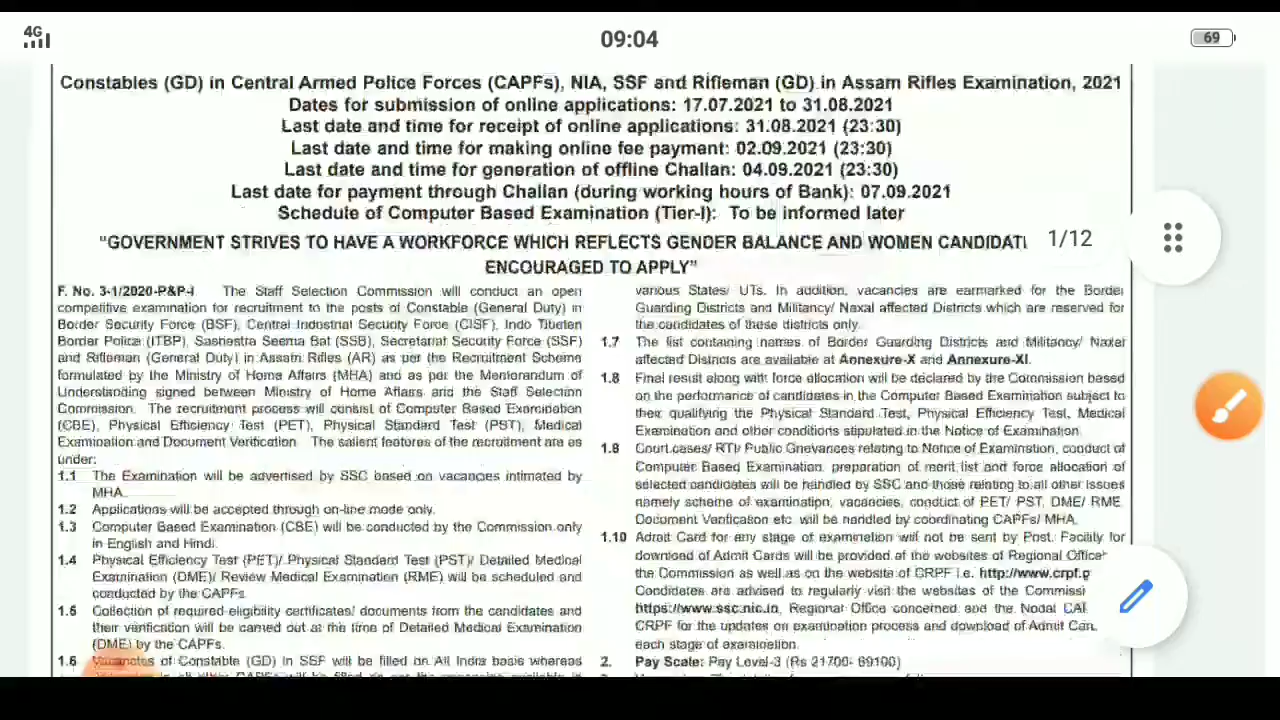 4G
09:04
69
Constables (GD) in Central Armed Police Forces (CAPFs), NIA, SSF and Rifleman (GD) in Assam Rifles Examination, 2021
Dates for submission of online applications: 17.07.2021 to 31.08.2021
Last date and time for receipt of online applications: 31.08.2021 (23:30)
Last date and time for making online fee payment: 02.09.2021 (23:30)
Last date and time for generation of offline Challan: 04.09.2021 (23:30)
Last date for payment through Challan (during working hours of Bank): 07.09.2021
Schedule of Computer Based Examination (Tier-I): To be informed later
"GOVERNMENT STRIVES TO HAVE A WORKFORCE WHICH REFLECTS GENDER BALANCE AND WOMEN CANDIDATI
1/12
ENCOURAGED TO APPLY"
F. No. 3-1/2020-P&P-I The Staff Selection Commission will conduct an open
competitive examination for recruitment to the posts of Constable (General Duty) in
Border Security Force (BSF), Central Industrial Security Force (CISF), Indo Tibetan
Border Police (ITBP), Sashastra Seema Bal (SSB), Secretariat Security Force (SSF)
and Rifleman (General Duty) in Assam Rifles (AR) as per the Recruitment Scheme
formulated by the Ministry of Home Affairs (MHA) and as per the Memorandum of
Understanding signed between Ministry of Home Affairs and the Staff Selection
Commission. The recruitment process will consist of Computer Based Examination
(CBE), Physical Efficiency Test (PET), Physical Standard Test (PST), Medical
Examination and Document Verification. The salient features of the recruitment are as
under:
1.1 The Examination will be advertised by SSC based on vacancies intimated by
MHA.
1.2 Applications will be accepted through on-line mode only.
1.3 Computer Based Examination (CBE) will be conducted by the Commission only
in English and Hindi.
1.4 Physical Efficiency Test (PET)/ Physical Standard Test (PST)/ Detailed Medical
Examination (DME)/ Review Medical Examination (RME) will be scheduled and
conducted by the CAPFs.
1.5 Collection of required eligibility certificates/ documents from the candidates and
their verification will be carried out at the time of Detailed Medical Examination
(DME) by the CAPFs.
1.6 Vacancies of Constable (GD) in SSF will be filled on All India basis whereas
various States/ UTs. In addition, vacancies are earmarked for the Border
Guarding Districts and Militancy/ Naxal affected Districts which are reserved for
the candidates of these districts only.
1.7 The list containing names of Border Guarding Districts and Militancy/ Naxal
affected Districts are available at Annexure-X and Annexure-XI.
1.8 Final result along with force allocation will be declared by the Commission based
on the performance of candidates in the Computer Based Examination subject to
their qualifying the Physical Standard Test, Physical Efficiency Test, Medical
Examination and other conditions stipulated in the Notice of Examination.
Court cases/ RTI/ Public Grievances relating to Notice of Examination, conduct of
Computer Based Examination, preparation of merit list and force allocation of
selected candidates will be handled by SSC and those relating to all other issues
namely scheme of examination, vacancies, conduct of PET/ PST, DME/ RME,
Document Verification etc. will be handled by coordinating CAPFs/ MHA.
1.10 Admit Card for any stage of examination will not be sent by Post. Facility for
download of Admit Cards will be provided at the websites of Regional Office
the Commission as well as on the website of CRPF i.e. http://www.crpf.g
Candidates are advised to regularly visit the websites of the Commissi
https://www.ssc.nic.in, Regional Office concerned and the Nodal CAI
CRPF for the updates on examination process and download of Admit Car
each stage of examination.
2. Pay Scale: Pay Level-3 (Rs 21700- 69100)